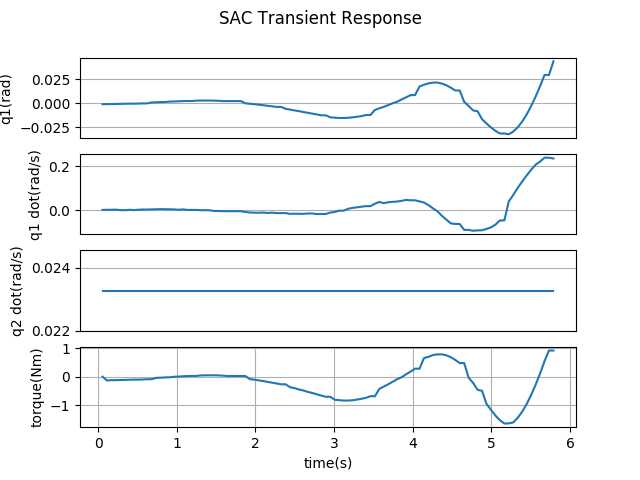 SAC Transient Response
q1(rad)
0.025
0.000
−0.025
q1 dot(rad/s)
0.2
0.0
q2 dot(rad/s)
0.024
0.022
torque(Nm)
1
0
−1
0 1 2 3 4 5 6
time(s)